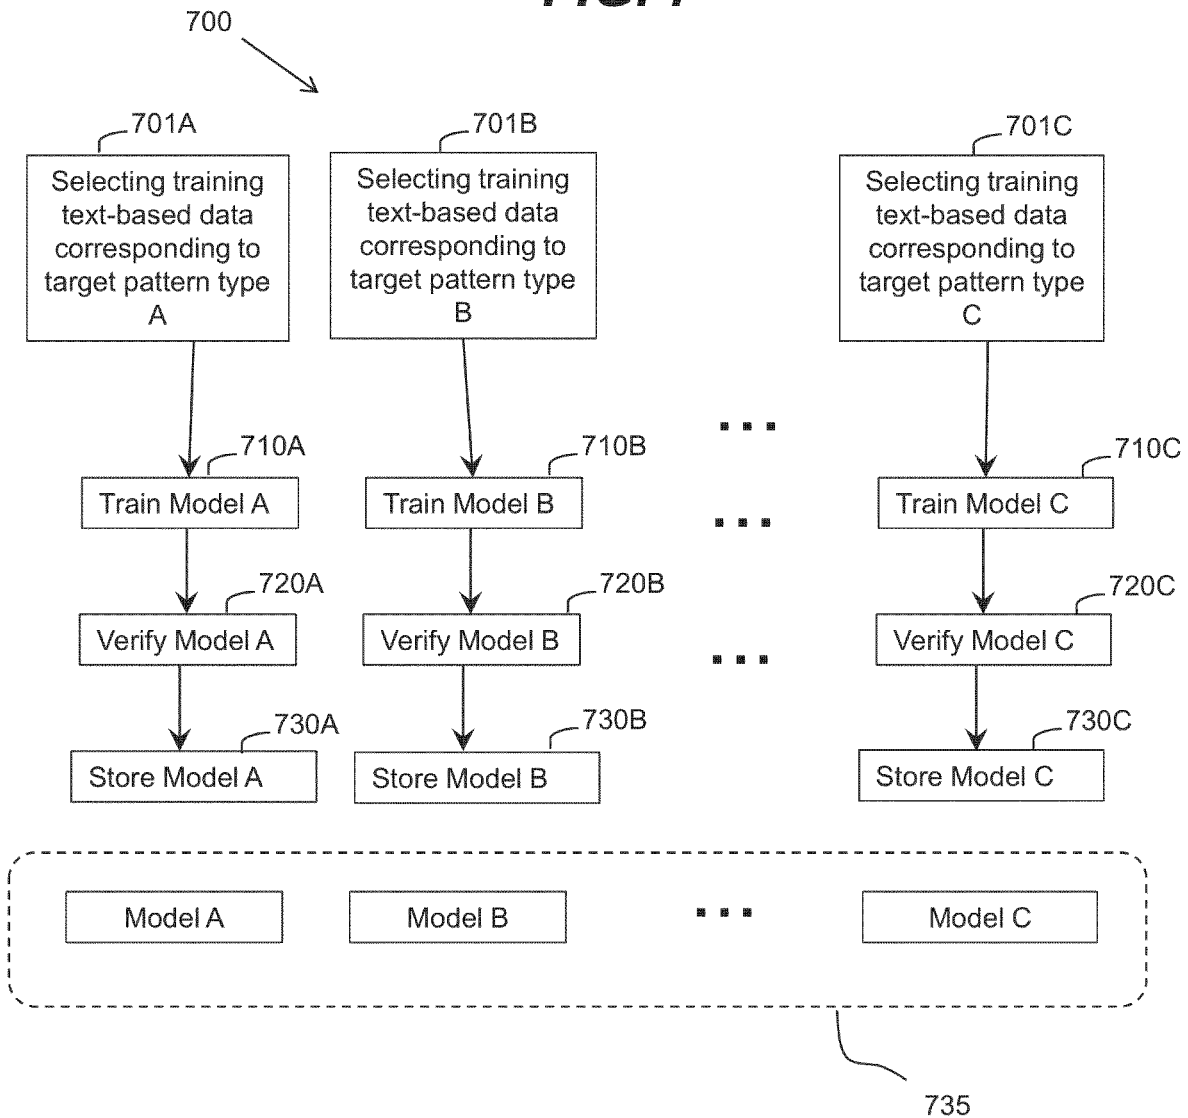 700
701A
701B
701C
Selecting training
text-based data
corresponding to
target pattern type
A
Selecting training
text-based data
corresponding to
target pattern type
B
Selecting training
text-based data
corresponding to
target pattern type
C
...
710A
710B
710C
Train Model A
Train Model B
...
Train Model C
720A
720B
720C
Verify Model A
Verify Model B
...
Verify Model C
730A
730B
730C
Store Model A
Store Model B
Store Model C
Model A
Model B
...
Model C
735